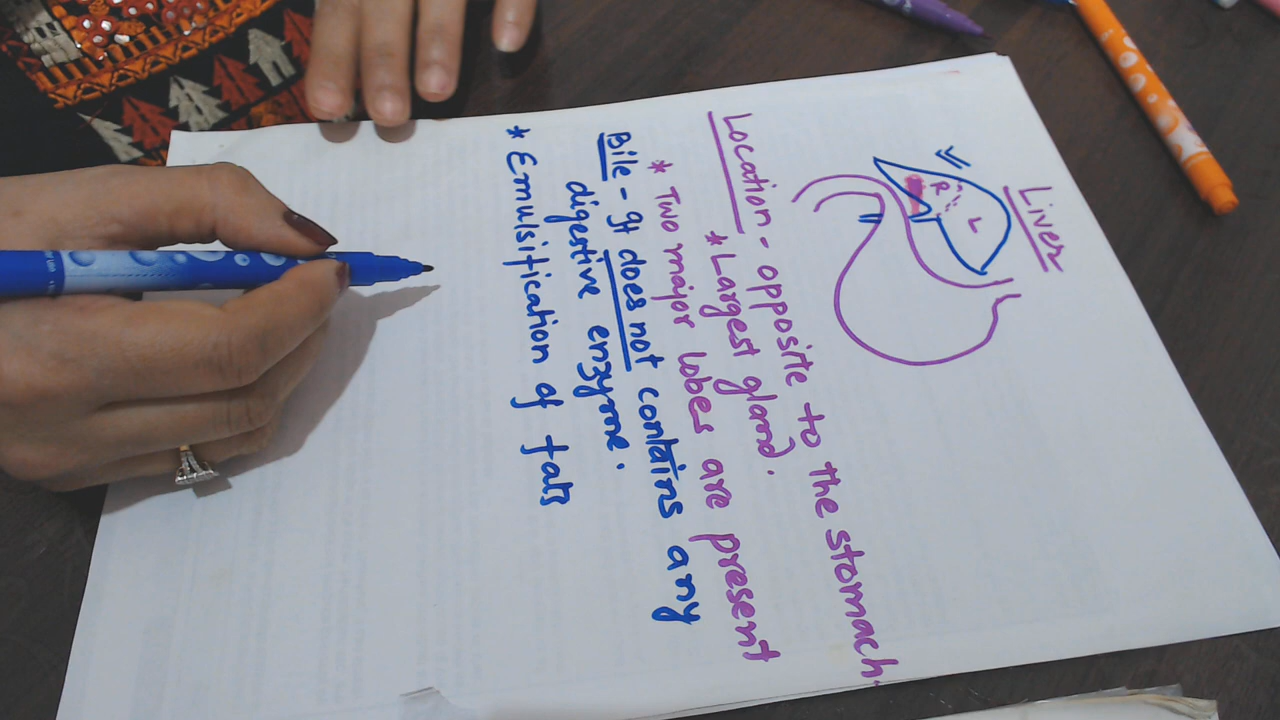 Liver
R
L
Location - opposite to the stomach.
* Largest gland.
* Two major lobes are present
Bile - It does not contains any
digestive enzyme.
* Emulsification of fats